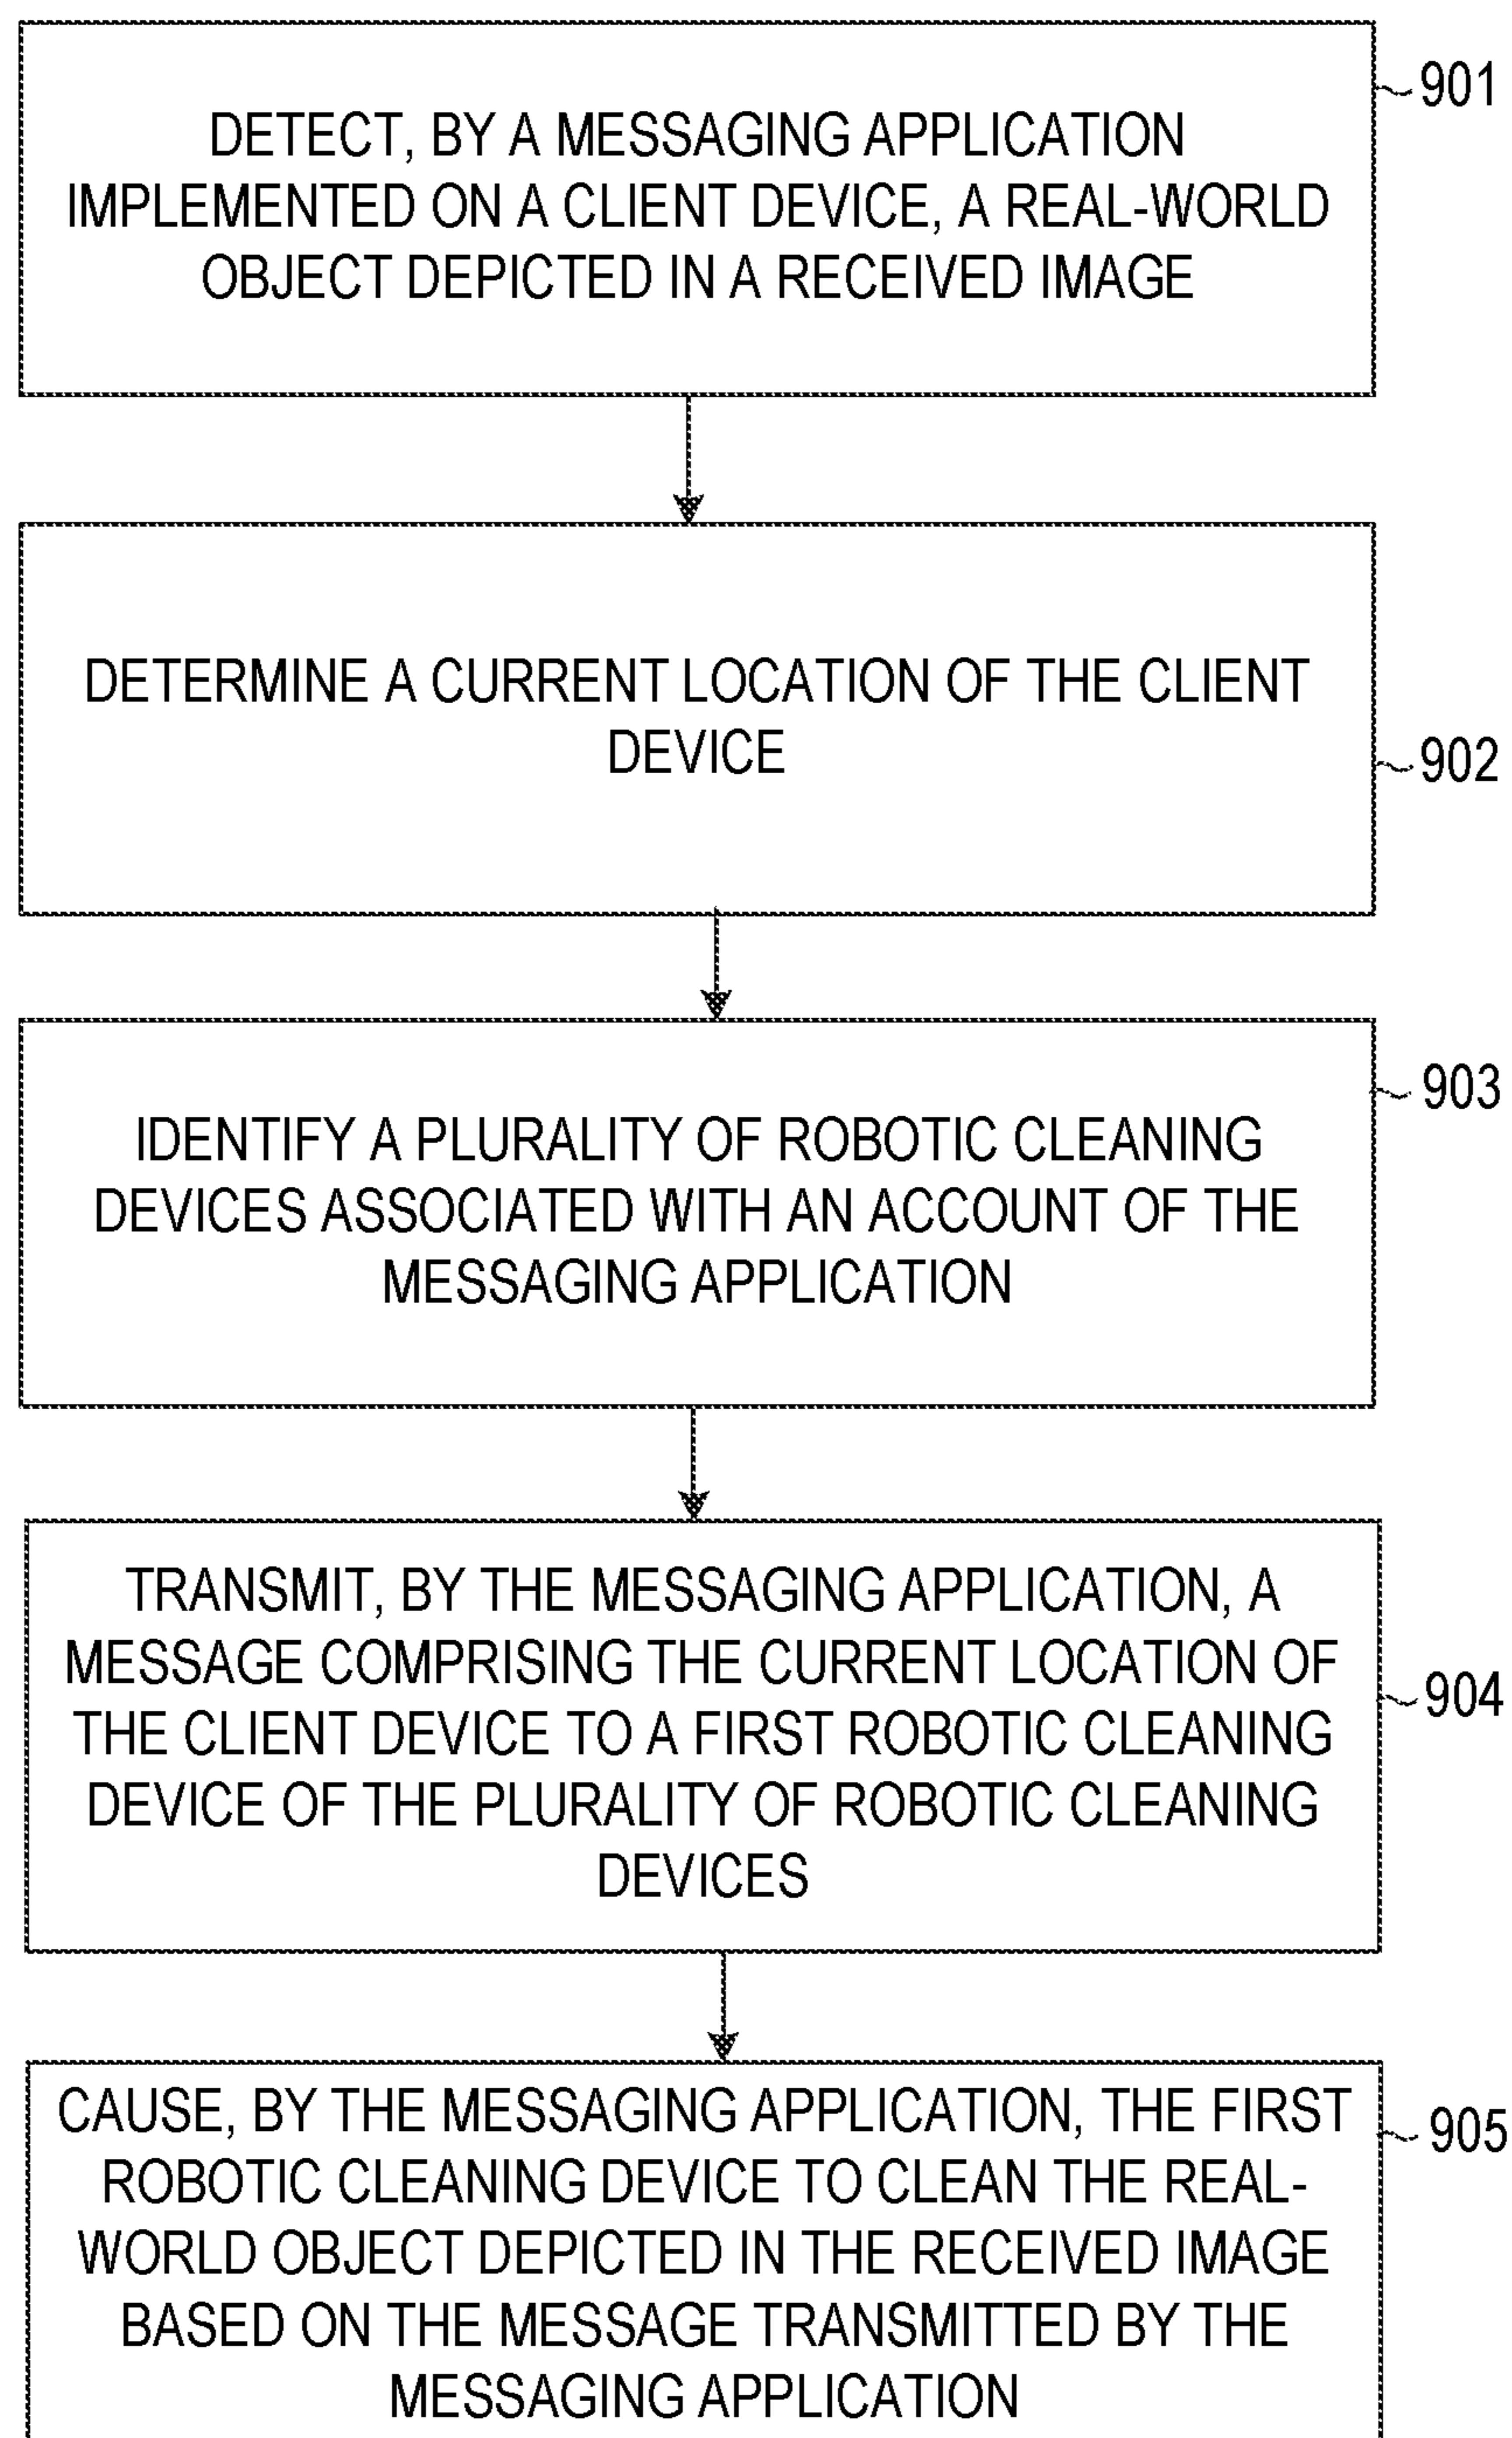 DETECT, BY A MESSAGING APPLICATION
IMPLEMENTED ON A CLIENT DEVICE, A REAL-WORLD
OBJECT DEPICTED IN A RECEIVED IMAGE
901
DETERMINE A CURRENT LOCATION OF THE CLIENT
DEVICE
902
IDENTIFY A PLURALITY OF ROBOTIC CLEANING
DEVICES ASSOCIATED WITH AN ACCOUNT OF THE
MESSAGING APPLICATION
903
TRANSMIT, BY THE MESSAGING APPLICATION, A
MESSAGE COMPRISING THE CURRENT LOCATION OF
THE CLIENT DEVICE TO A FIRST ROBOTIC CLEANING
DEVICE OF THE PLURALITY OF ROBOTIC CLEANING
DEVICES
904
CAUSE, BY THE MESSAGING APPLICATION, THE FIRST
ROBOTIC CLEANING DEVICE TO CLEAN THE REAL-
WORLD OBJECT DEPICTED IN THE RECEIVED IMAGE
BASED ON THE MESSAGE TRANSMITTED BY THE
MESSAGING APPLICATION
905